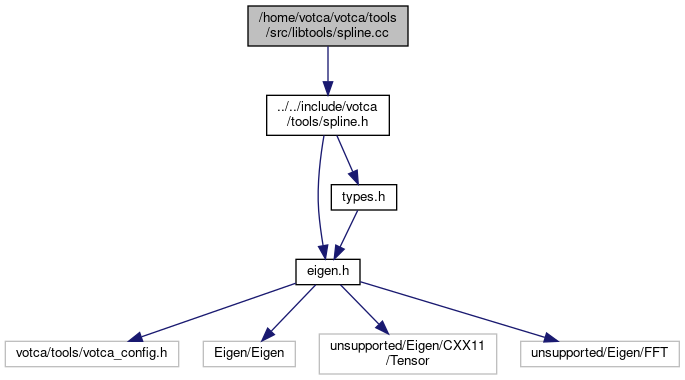 /home/votca/votca/tools
/src/libtools/spline.cc
../../include/votca
/tools/spline.h
types.h
eigen.h
votca/tools/votca_config.h
Eigen/Eigen
unsupported/Eigen/CXX11
/Tensor
unsupported/Eigen/FFT